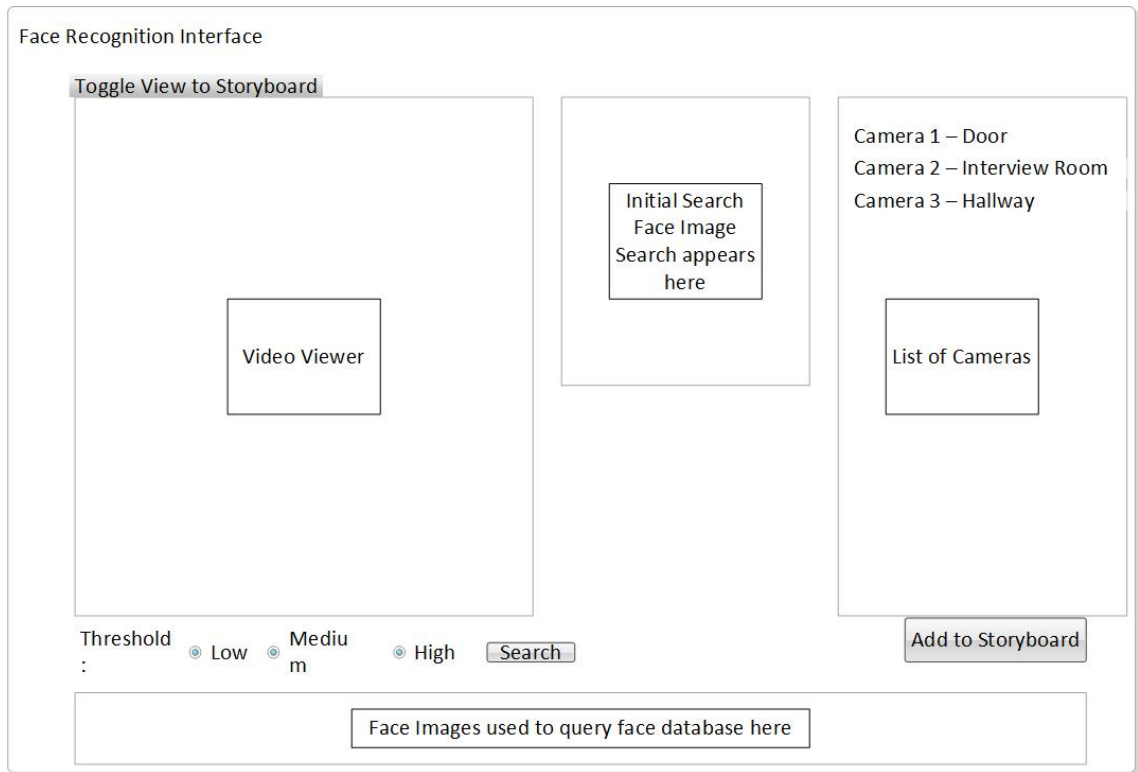 Face Recognition Interface
Toggle View to Storyboard
Video Viewer
Initial Search
Face Image
Search appears
here
Camera 1 – Door
Camera 2 – Interview Room
Camera 3 – Hallway
List of Cameras
Threshold
:
Low
Mediu
m
High
Search
Add to Storyboard
Face Images used to query face database here